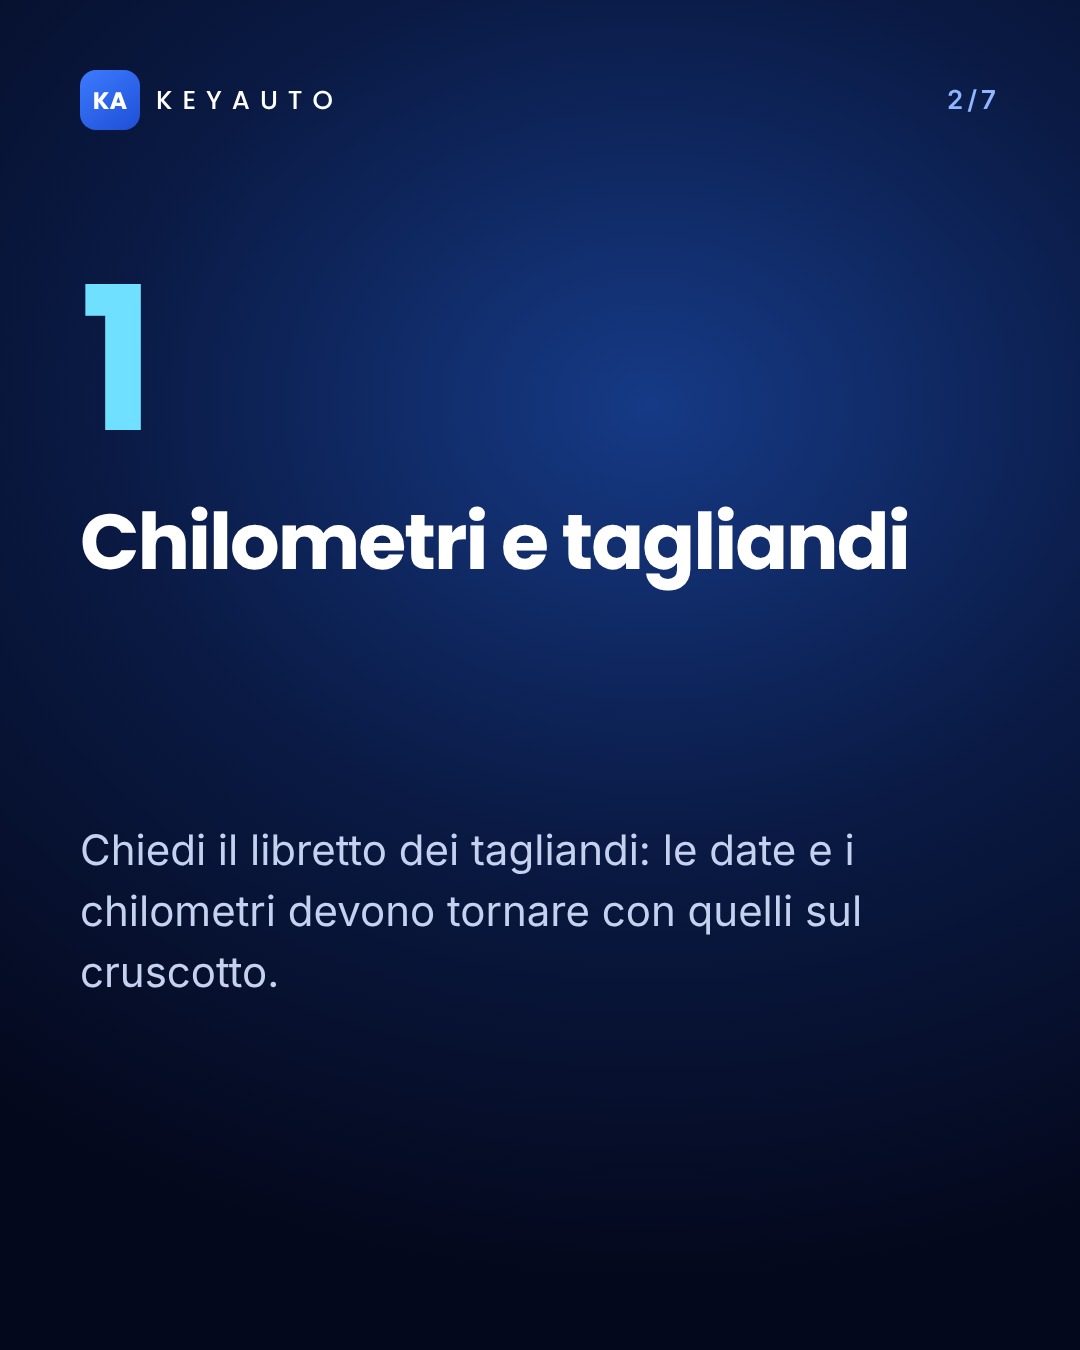 KA KEYAUTO
2/7
1
Chilometri e tagliandi
Chiedi il libretto dei tagliandi: le date e i
chilometri devono tornare con quelli sul
cruscotto.